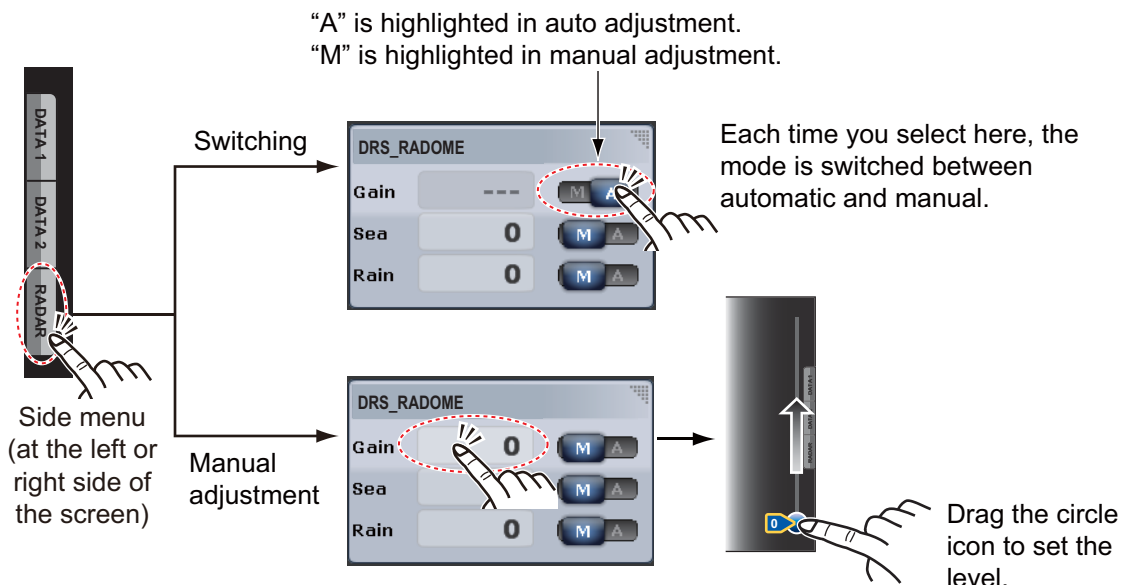 “A” is highlighted in auto adjustment.
“M” is highlighted in manual adjustment.
DATA 1
DATA 2
RADAR
Side menu
(at the left or
right side of
the screen)
Switching
DRS_RADOME
Gain --- M A
Sea 0 M A
Rain 0 M A
Each time you select here, the
mode is switched between
automatic and manual.
Manual
adjustment
DRS_RADOME
Gain 0 M A
Sea M A
Rain 0 M A
DATA1
RADAR
0
Drag the circle
icon to set the
level.